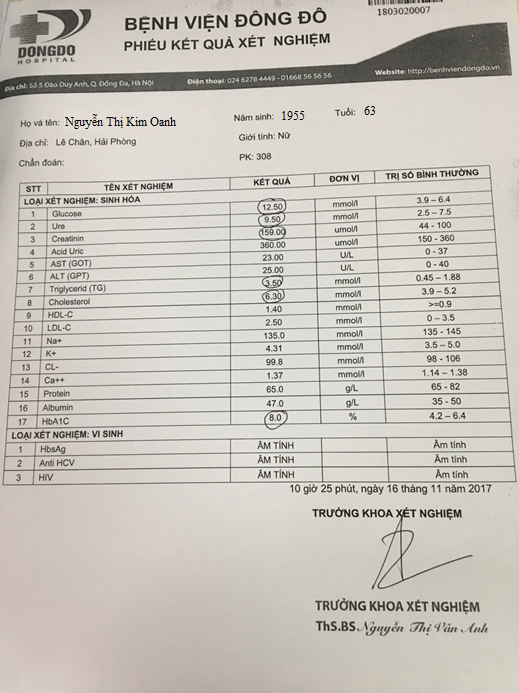 1803020007
DONGDO
HOSPITAL
BỆNH VIỆN ĐÔNG ĐÔ
PHIẾU KẾT QUẢ XÉT NGHIỆM
Địa chỉ: Số 5 Đào Duy Anh, Q. Đống Đa, Hà Nội Điện thoại: 024 6278 4449 - 01668 56 56 56 Website: http://benhviendongdo.vn
Họ và tên: Nguyễn Thị Kim Oanh Năm sinh: 1955 Tuổi: 63
Địa chỉ: Lê Chân, Hải Phòng Giới tính: Nữ
Chẩn đoán: PK: 308
STT TÊN XÉT NGHIỆM KẾT QUẢ ĐƠN VỊ TRỊ SỐ BÌNH THƯỜNG
LOẠI XÉT NGHIỆM: SINH HÓA
1 Glucose 12.50 mmol/l 3.9 - 6.4
2 Ure 9.50 mmol/l 2.5 - 7.5
3 Creatinin 159.00 umol/l 44 - 100
4 Acid Uric 360.00 umol/l 150 - 360
5 AST (GOT) 23.00 U/L 0 - 37
6 ALT (GPT) 25.00 U/L 0 - 40
7 Triglycerid (TG) 3.50 mmol/l 0.45 - 1.88
8 Cholesterol 6.30 mmol/l 3.9 - 5.2
9 HDL-C 1.40 mmol/l >=0.9
10 LDL-C 2.50 mmol/l 0 - 3.5
11 Na+ 135.0 mmol/l 135 - 145
12 K+ 4.31 mmol/l 3.5 - 5.0
13 CL- 99.8 mmol/l 98 - 106
14 Ca++ 1.37 mmol/l 1.14 - 1.38
15 Protein 65.0 g/L 65 - 82
16 Albumin 47.0 g/L 35 - 50
17 HbA1C 8.0 % 4.2 - 6.4
LOẠI XÉT NGHIỆM: VI SINH
1 HbsAg ÂM TÍNH Âm tính
2 Anti HCV ÂM TÍNH Âm tính
3 HIV ÂM TÍNH Âm tính
10 giờ 25 phút, ngày 16 tháng 11 năm 2017
TRƯỞNG KHOA XÉT NGHIỆM
TRƯỞNG KHOA XÉT NGHIỆM
ThS.BS Nguyễn Thị Vân Anh